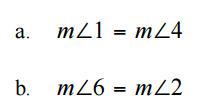 a. m∠1 = m∠4
b. m∠6 = m∠2